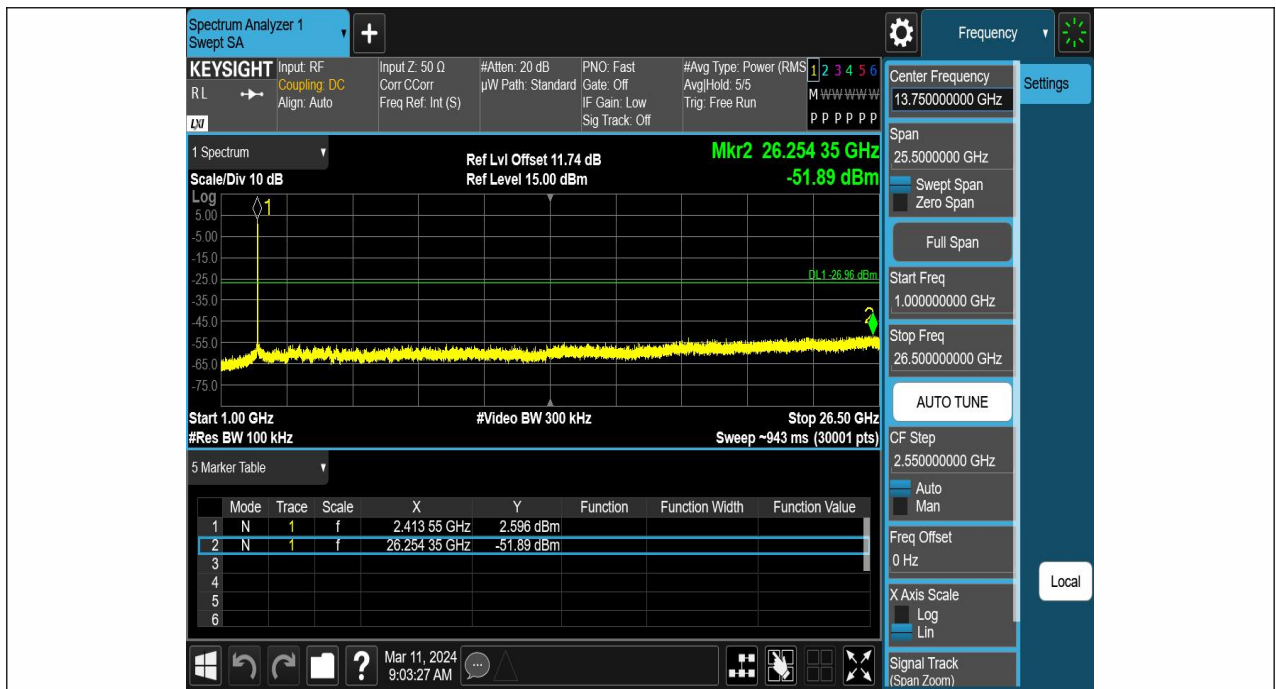 Spectrum Analyzer 1
Swept SA
+
Frequency
KEYSIGHT
RL
LXI
Input: RF
Coupling: DC
Align: Auto
Input Z: 50 Ω
Corr CCorr
Freq Ref: Int (S)
#Atten: 20 dB
µW Path: Standard
PNO: Fast
Gate: Off
IF Gain: Low
Sig Track: Off
#Avg Type: Power (RMS
Avg|Hold: 5/5
Trig: Free Run
1 2 3 4 5 6
M W W W W W
P P P P P P
1 Spectrum
Scale/Div 10 dB
Ref Lvl Offset 11.74 dB
Ref Level 15.00 dBm
Mkr2 26.254 35 GHz
-51.89 dBm
Log
5.00
-5.00
-15.0
-25.0
-35.0
-45.0
-55.0
-65.0
-75.0
1
DL1 -26.96 dBm
2
Start 1.00 GHz
#Video BW 300 kHz
Stop 26.50 GHz
#Res BW 100 kHz
Sweep ~943 ms (30001 pts)
5 Marker Table
Mode Trace Scale X Y Function Function Width Function Value
1 N 1 f 2.413 55 GHz 2.596 dBm
2 N 1 f 26.254 35 GHz -51.89 dBm
3
4
5
6
?
Mar 11, 2024
9:03:27 AM
Center Frequency
13.750000000 GHz
Span
25.5000000 GHz
Swept Span
Zero Span
Full Span
Start Freq
1.000000000 GHz
Stop Freq
26.500000000 GHz
AUTO TUNE
CF Step
2.550000000 GHz
Auto
Man
Freq Offset
0 Hz
X Axis Scale
Log
Lin
Signal Track
(Span Zoom)
Settings
Local